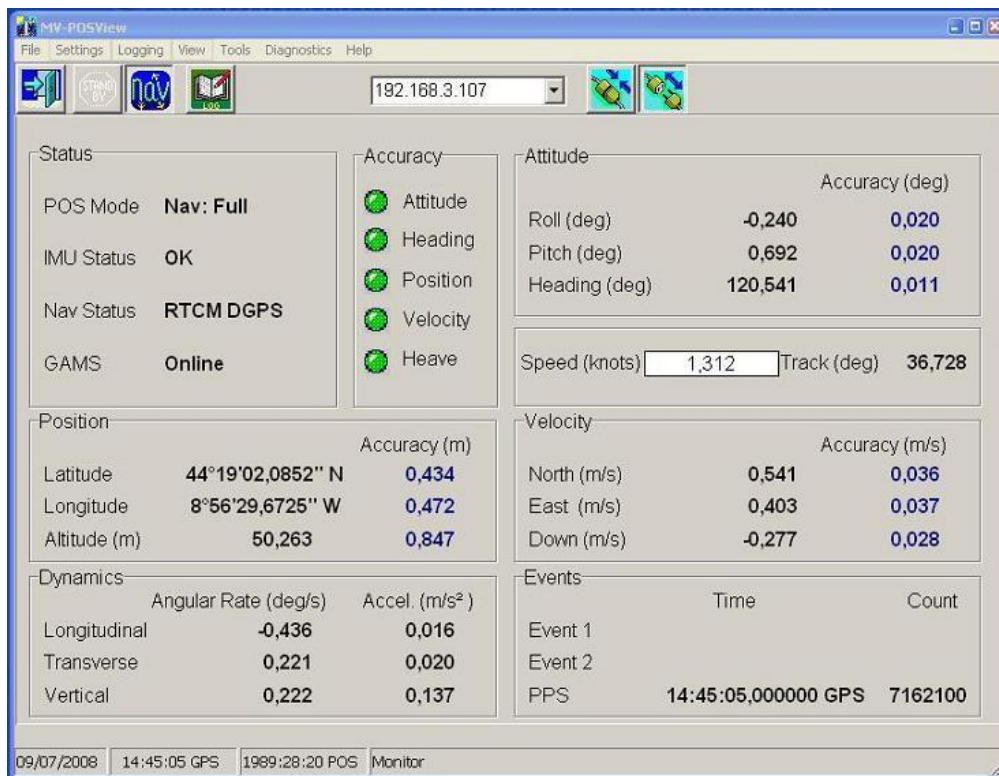 MV-POSView
File Settings Logging View Tools Diagnostics Help
STAND BY nav LOG 192.168.3.107
Status
POS Mode Nav: Full
IMU Status OK
Nav Status RTCM DGPS
GAMS Online
Accuracy
Attitude
Heading
Position
Velocity
Heave
Attitude
Accuracy (deg)
Roll (deg) -0,240 0,020
Pitch (deg) 0,692 0,020
Heading (deg) 120,541 0,011
Speed (knots) 1,312 Track (deg) 36,728
Position
Accuracy (m)
Latitude 44°19'02,0852'' N 0,434
Longitude 8°56'29,6725'' W 0,472
Altitude (m) 50,263 0,847
Velocity
Accuracy (m/s)
North (m/s) 0,541 0,036
East (m/s) 0,403 0,037
Down (m/s) -0,277 0,028
Dynamics
Angular Rate (deg/s) Accel. (m/s²)
Longitudinal -0,436 0,016
Transverse 0,221 0,020
Vertical 0,222 0,137
Events
Time Count
Event 1
Event 2
PPS 14:45:05,000000 GPS 7162100
09/07/2008 14:45:05 GPS 1989:28:20 POS Monitor